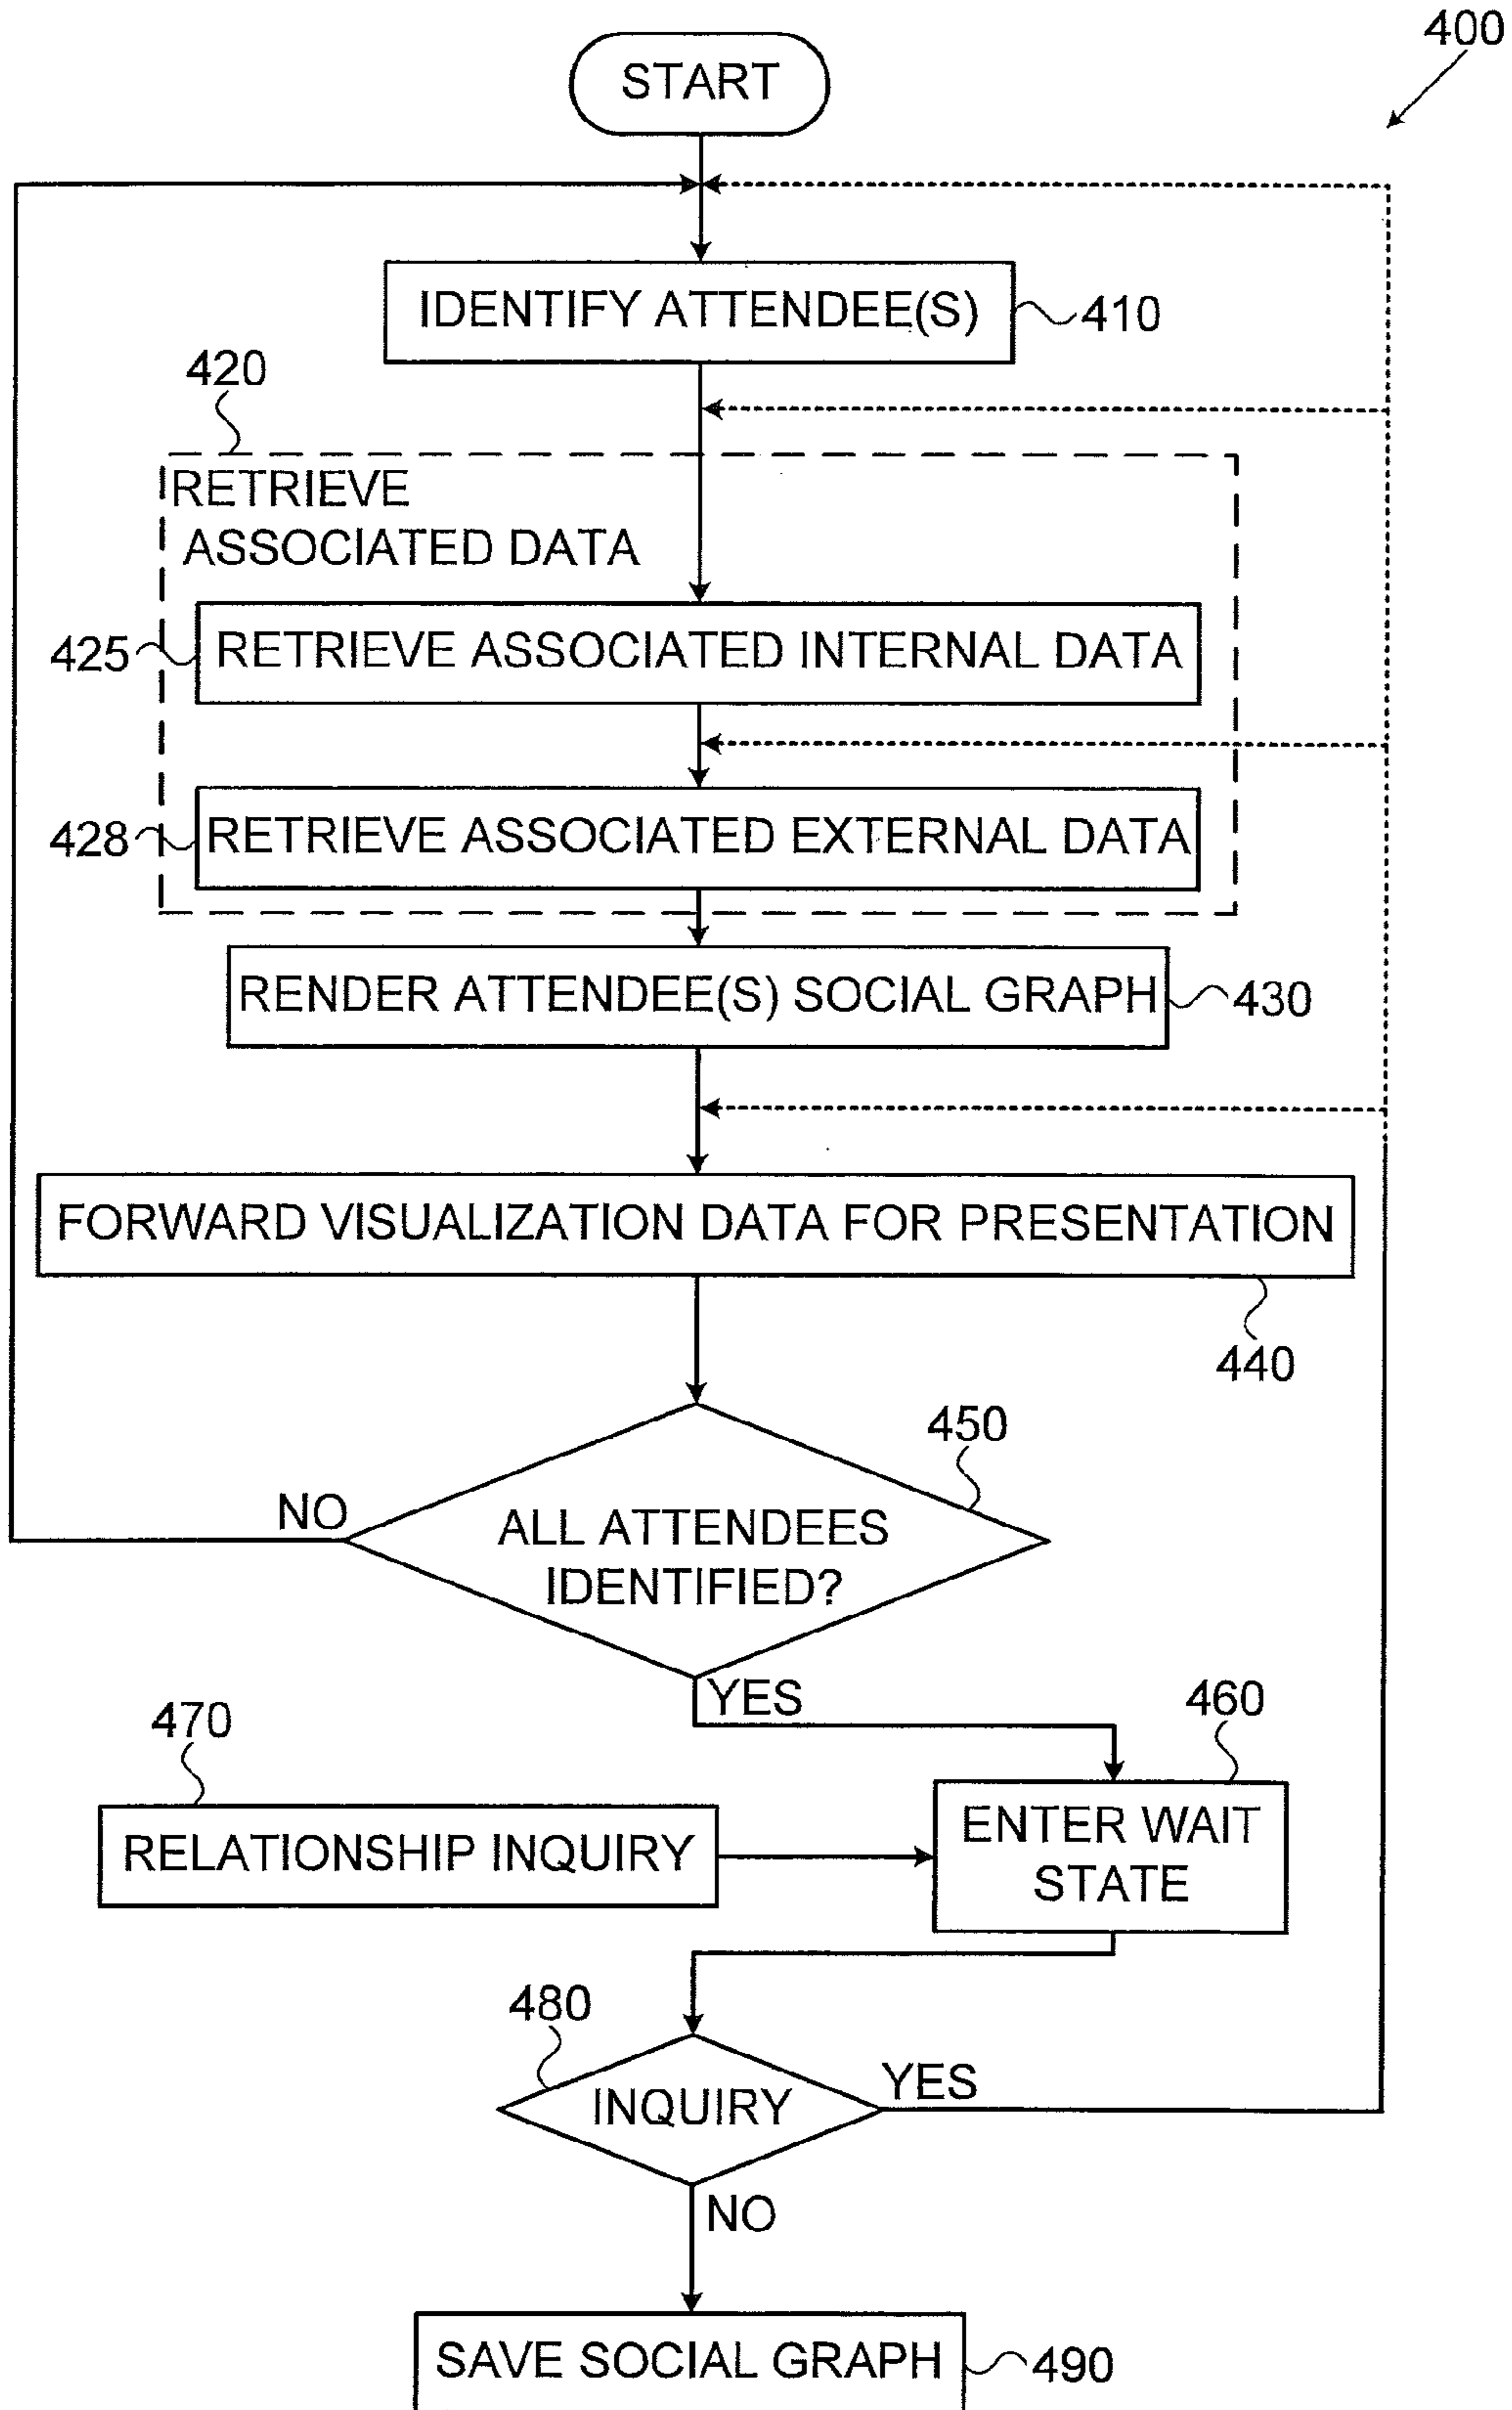 400
START
IDENTIFY ATTENDEE(S)
410
420
RETRIEVE
ASSOCIATED DATA
425
RETRIEVE ASSOCIATED INTERNAL DATA
428
RETRIEVE ASSOCIATED EXTERNAL DATA
RENDER ATTENDEE(S) SOCIAL GRAPH
430
FORWARD VISUALIZATION DATA FOR PRESENTATION
440
450
NO
ALL ATTENDEES
IDENTIFIED?
YES
460
470
RELATIONSHIP INQUIRY
ENTER WAIT
STATE
480
INQUIRY
YES
NO
SAVE SOCIAL GRAPH
490